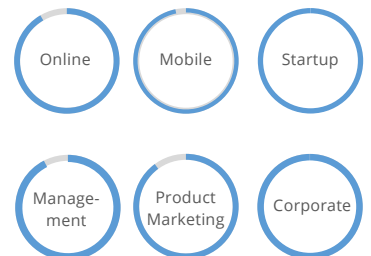 Online
Mobile
Startup
Manage-
ment
Product
Marketing
Corporate